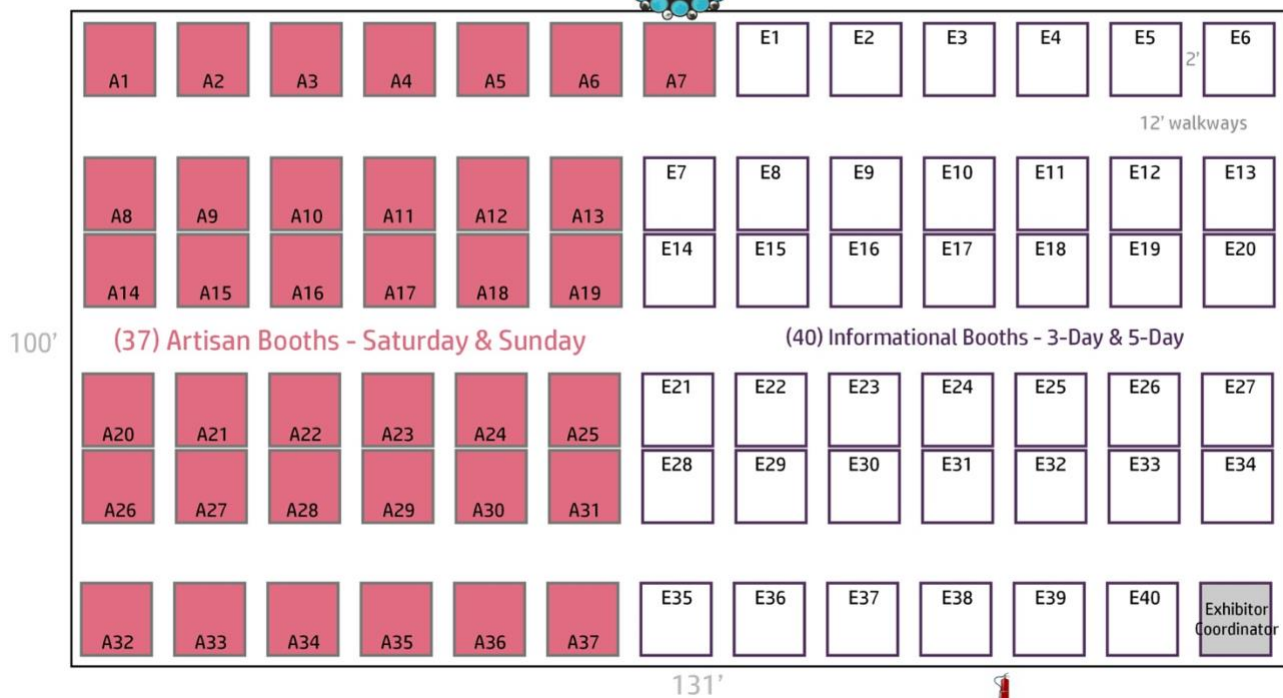 E1 E2 E3 E4 E5 E6
2'
A1 A2 A3 A4 A5 A6 A7
12' walkways
E7 E8 E9 E10 E11 E12 E13
A8 A9 A10 A11 A12 A13
E14 E15 E16 E17 E18 E19 E20
A14 A15 A16 A17 A18 A19
100'
(37) Artisan Booths - Saturday & Sunday
(40) Informational Booths - 3-Day & 5-Day
E21 E22 E23 E24 E25 E26 E27
A20 A21 A22 A23 A24 A25
E28 E29 E30 E31 E32 E33 E34
A26 A27 A28 A29 A30 A31
E35 E36 E37 E38 E39 E40
Exhibitor
Coordinator
A32 A33 A34 A35 A36 A37
131'